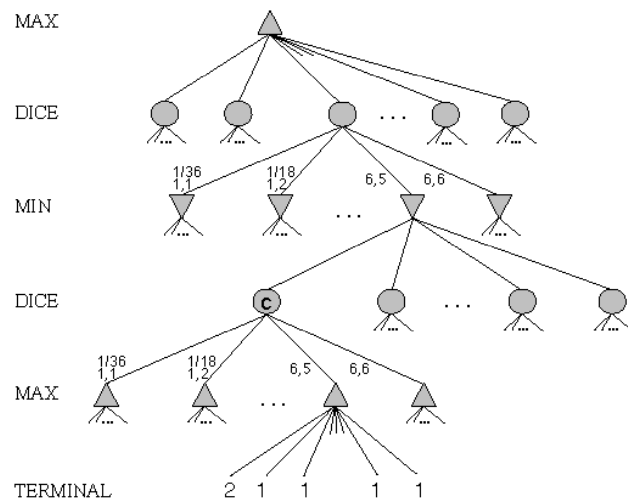 MAX
DICE
... ... ... ... ...
. . .
1/36 1/18
1,1 1,2 6,5 6,6
MIN
... ... . . . ...
DICE
C
... ... . . . ... ...
1/36 1/18
1,1 1,2 6,5 6,6
MAX
... ... . . . ...
TERMINAL 2 1 1 1 1